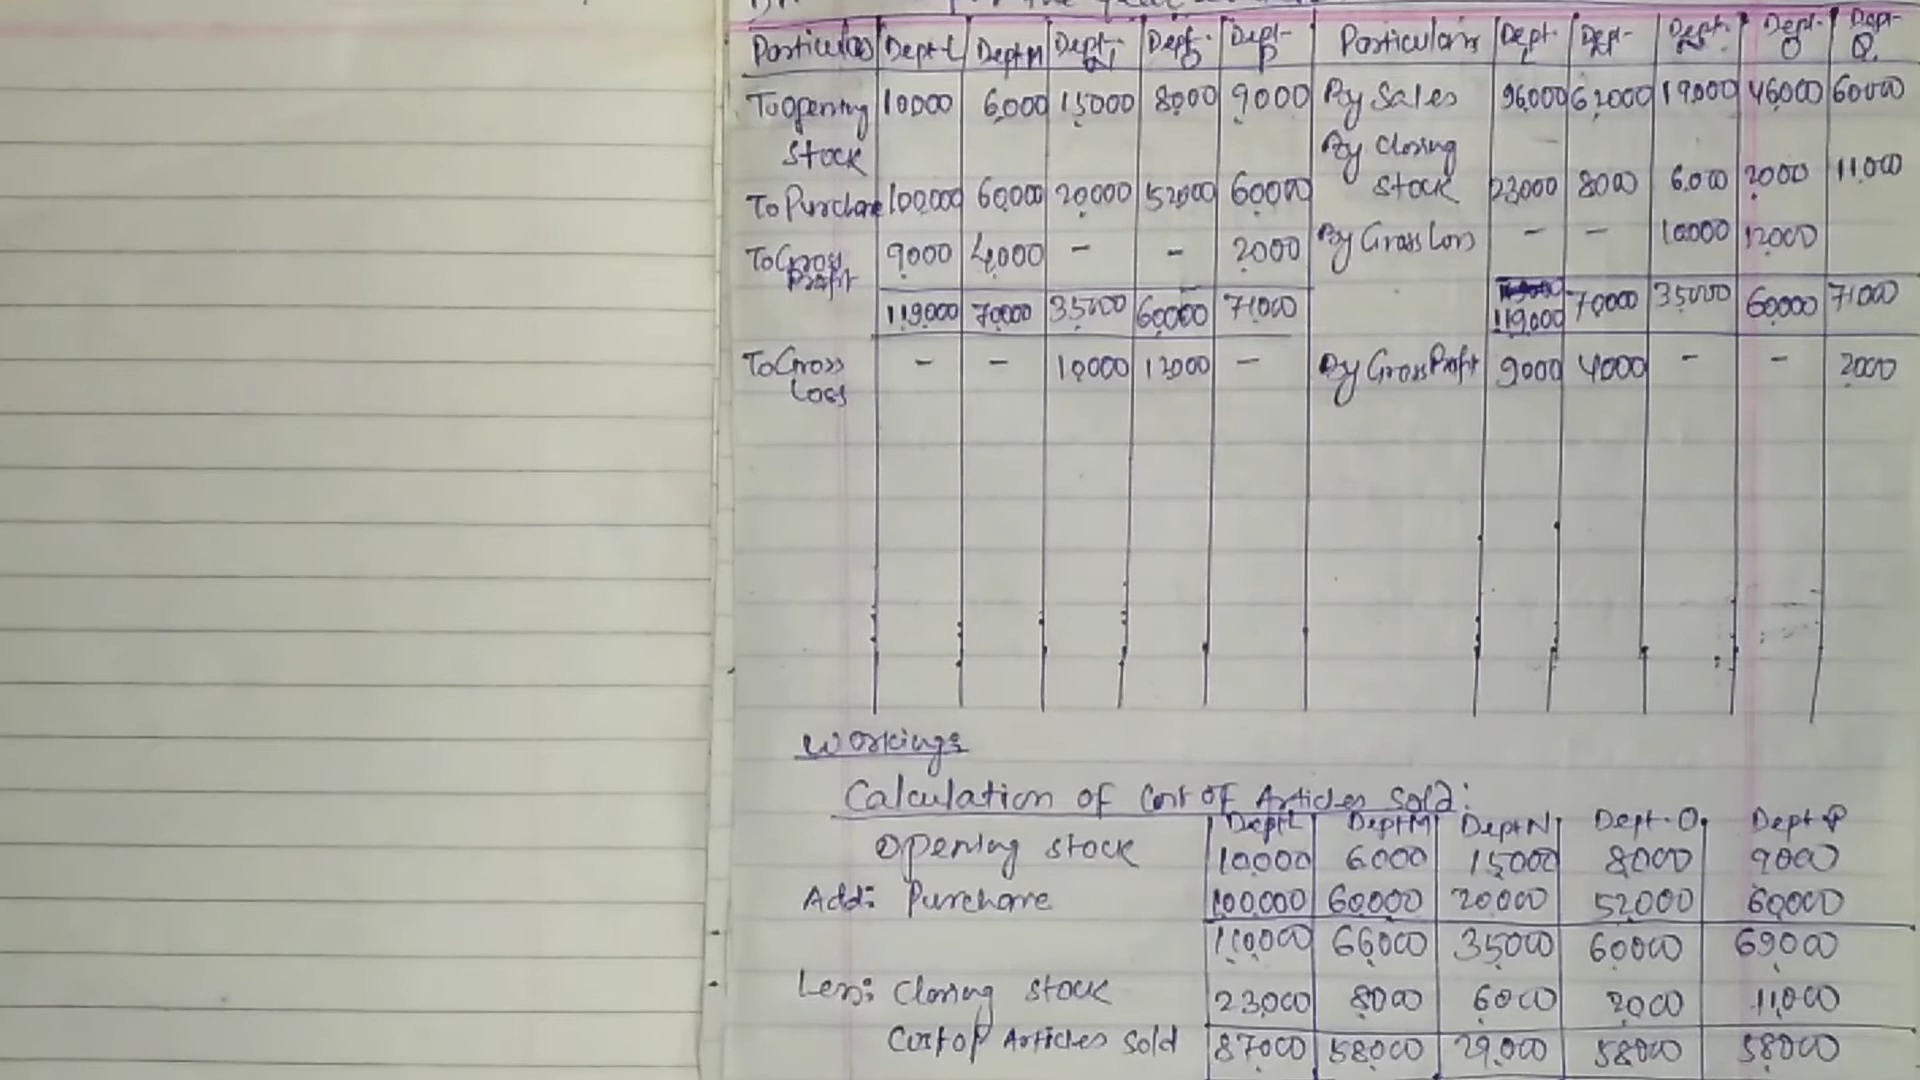 Particulars Dept-L Dept M Dept-N Dept-O Dept-P Particulars Dept- L Dept- Dept- Dept- O Dept-
To Opening 10000 6,000 15000 8000 9000 By Sales 96000 62000 19000 46000 60000
Stock By Closing
Stock 23000 8000 6000 2000 11000
To Purchase 100000 60000 20000 52000 60000
To Gross Profit 9000 4000 - - 2000 By Gross Loss - - 10000 12000
119000 70000 35000 60000 71000 119000 70000 35000 60000 71000
To Gross - - 10000 12000 - By Gross Profit 9000 4000 - - 2000
Loss
Workings
Calculation of Cost of Articles Sold:
Dept L Dept M Dept N Dept-O Dept-P
Opening Stock 10000 6000 15000 8000 9000
Add: Purchase 100000 60000 20000 52000 60000
110000 66000 35000 60000 69000
Less: Closing Stock 23000 8000 6000 2000 11000
Cost of Articles Sold 87000 58000 29000 58000 58000